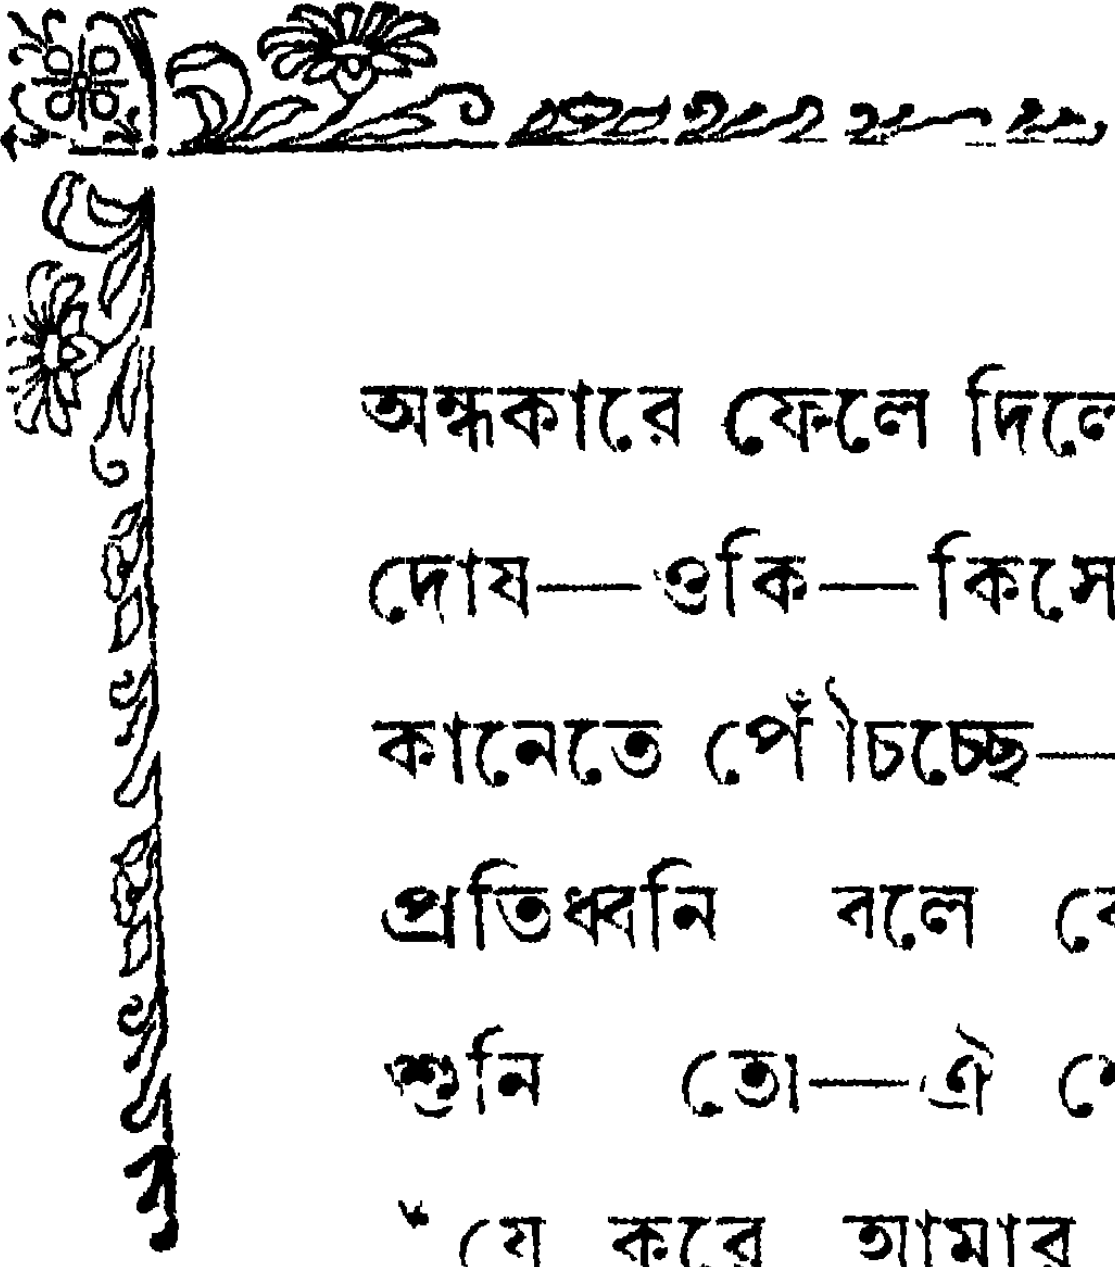 অন্ধকারে ফেলে দিলে
দোষ—ওকি—কিসে
কানেতে পৌঁচচ্ছে—
প্রতিধ্বনি বলে
শুনি তো—ঐ
“যে করে আমার